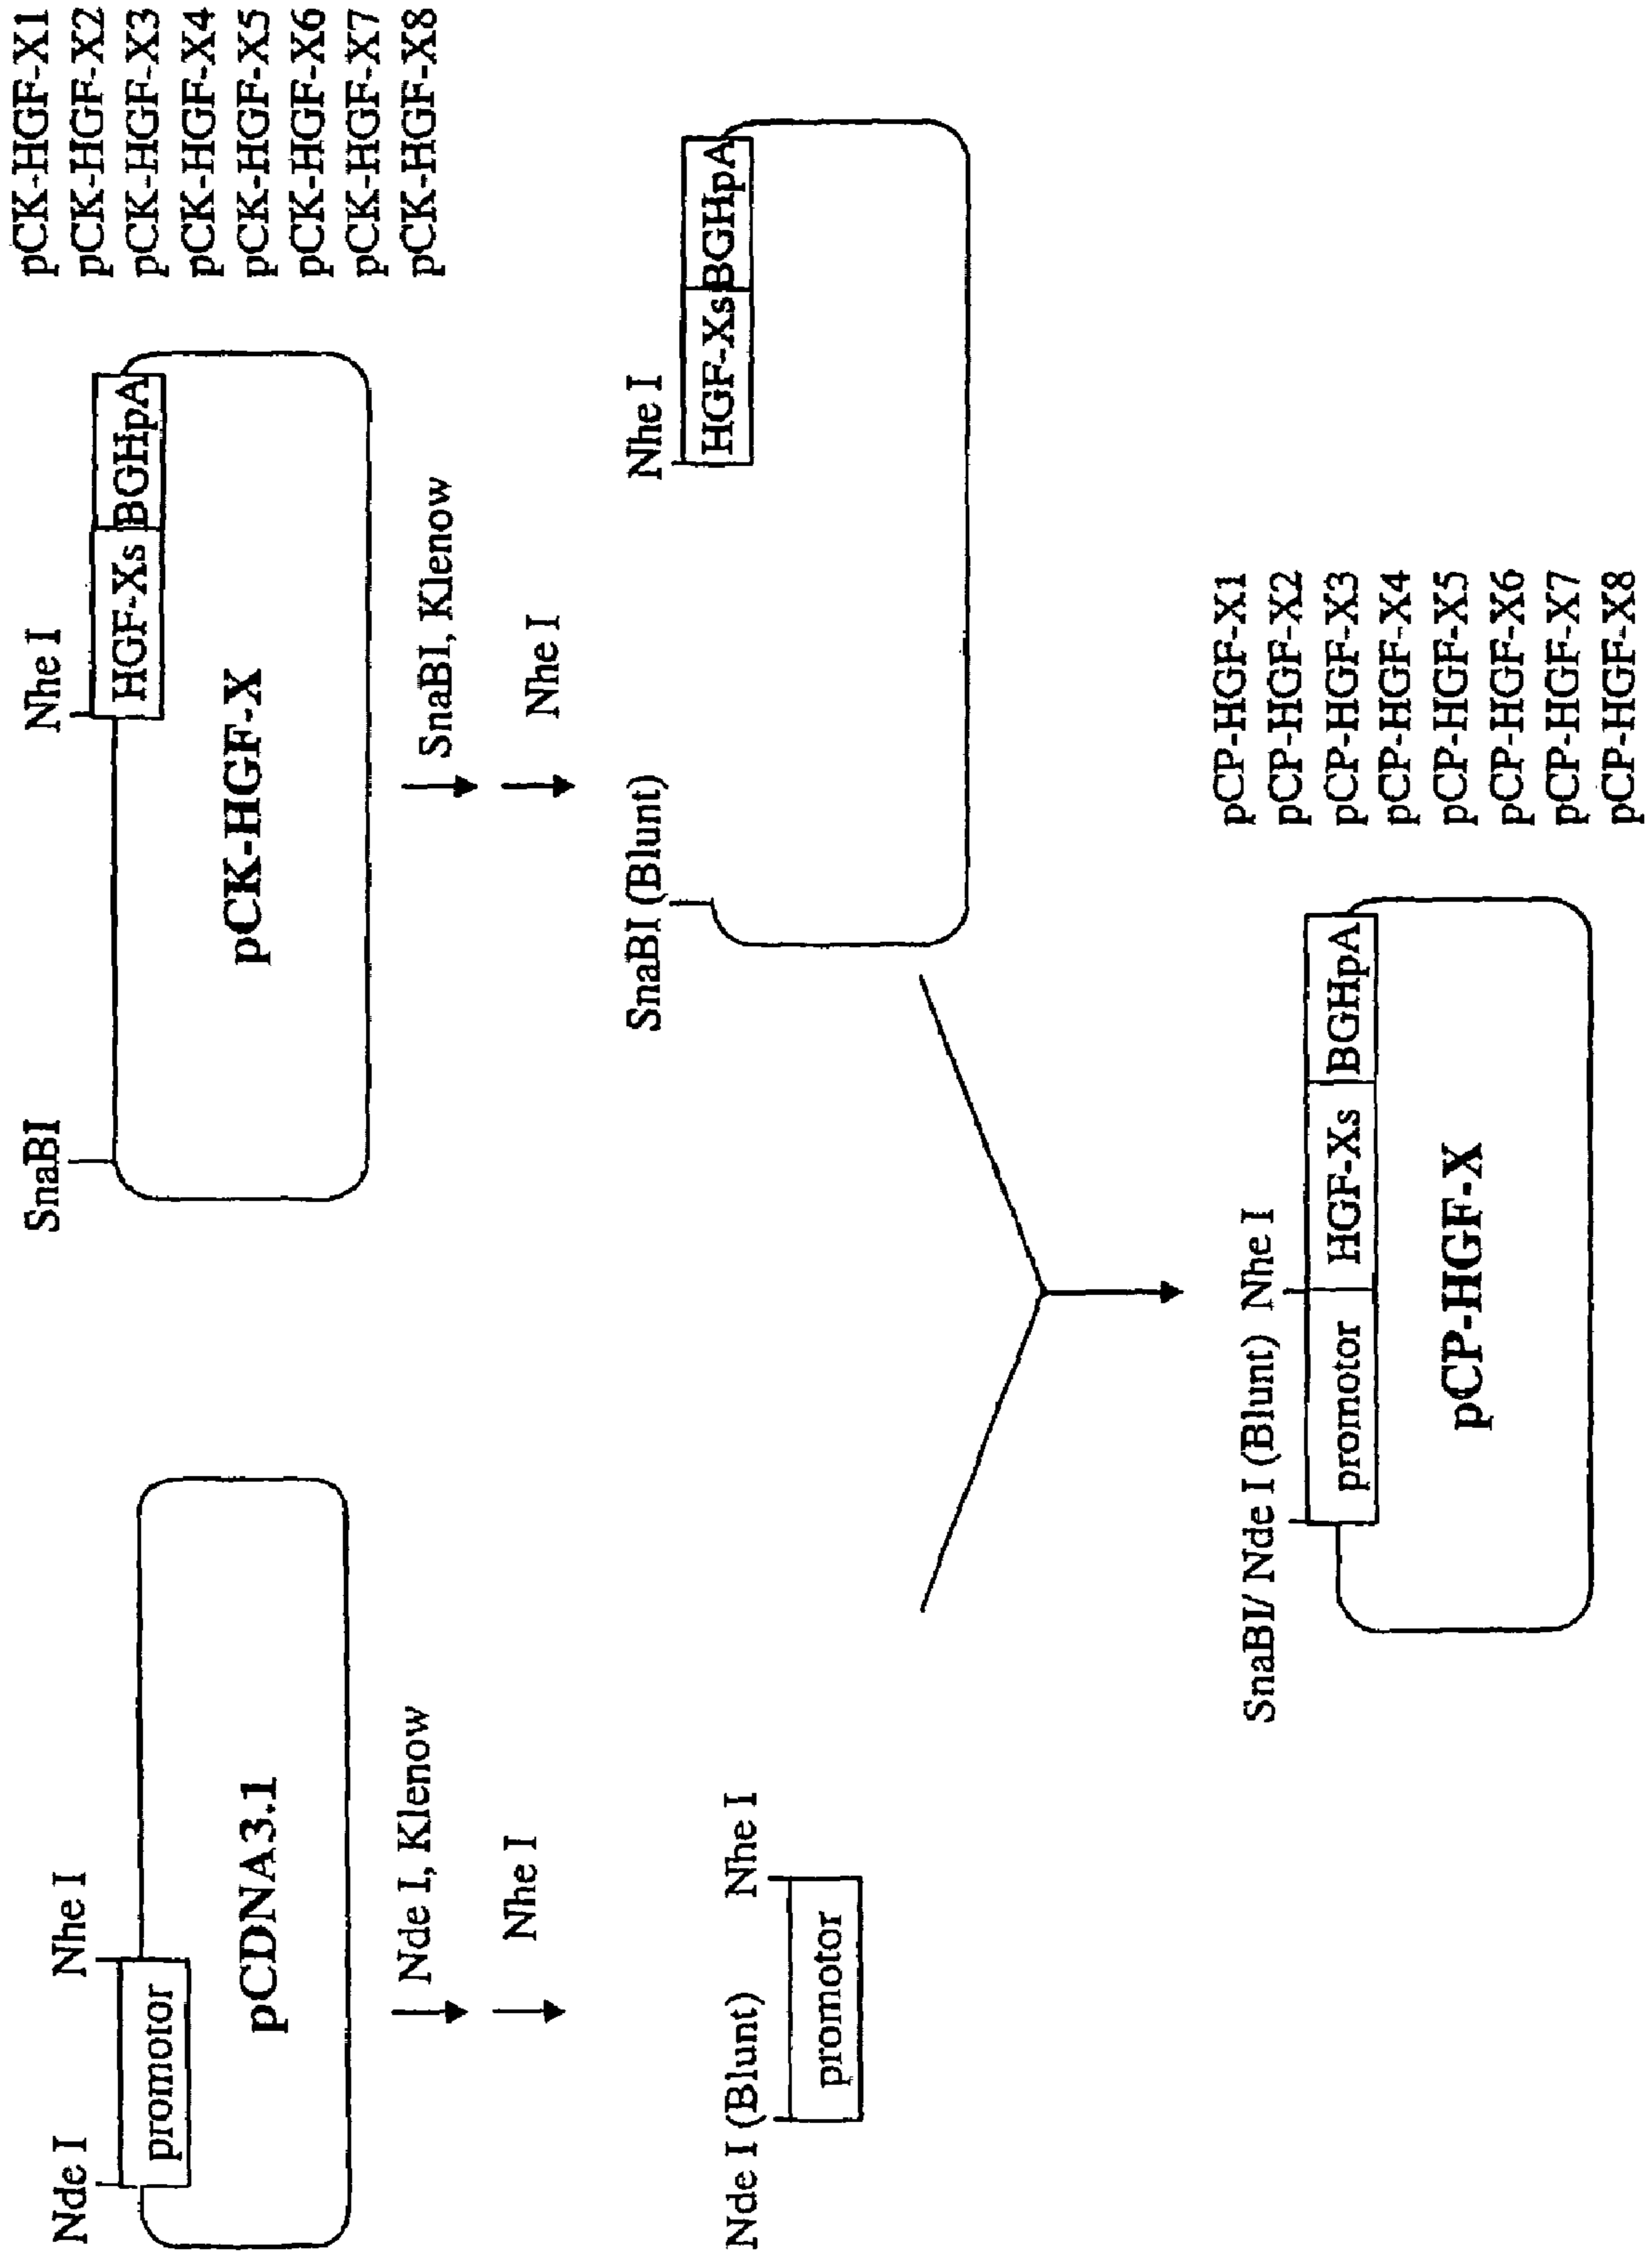 Nde I
Nhe I
promotor
pCDNA3.1
Nde I, Klenow
Nhe I
Nde I (Blunt)
Nhe I
promotor
SnaBI
Nhe I
HGF-Xs
BGHpA
pCK-HGF-X
pCK-HGF-X1
pCK-HGF-X2
pCK-HGF-X3
pCK-HGF-X4
pCK-HGF-X5
pCK-HGF-X6
pCK-HGF-X7
pCK-HGF-X8
SnaBI, Klenow
Nhe I
SnaBI (Blunt)
Nhe I
HGF-Xs
BGHpA
SnaBI/ Nde I (Blunt)
Nhe I
promotor
HGF-Xs
BGHpA
pCP-HGF-X
pCP-HGF-X1
pCP-HGF-X2
pCP-HGF-X3
pCP-HGF-X4
pCP-HGF-X5
pCP-HGF-X6
pCP-HGF-X7
pCP-HGF-X8